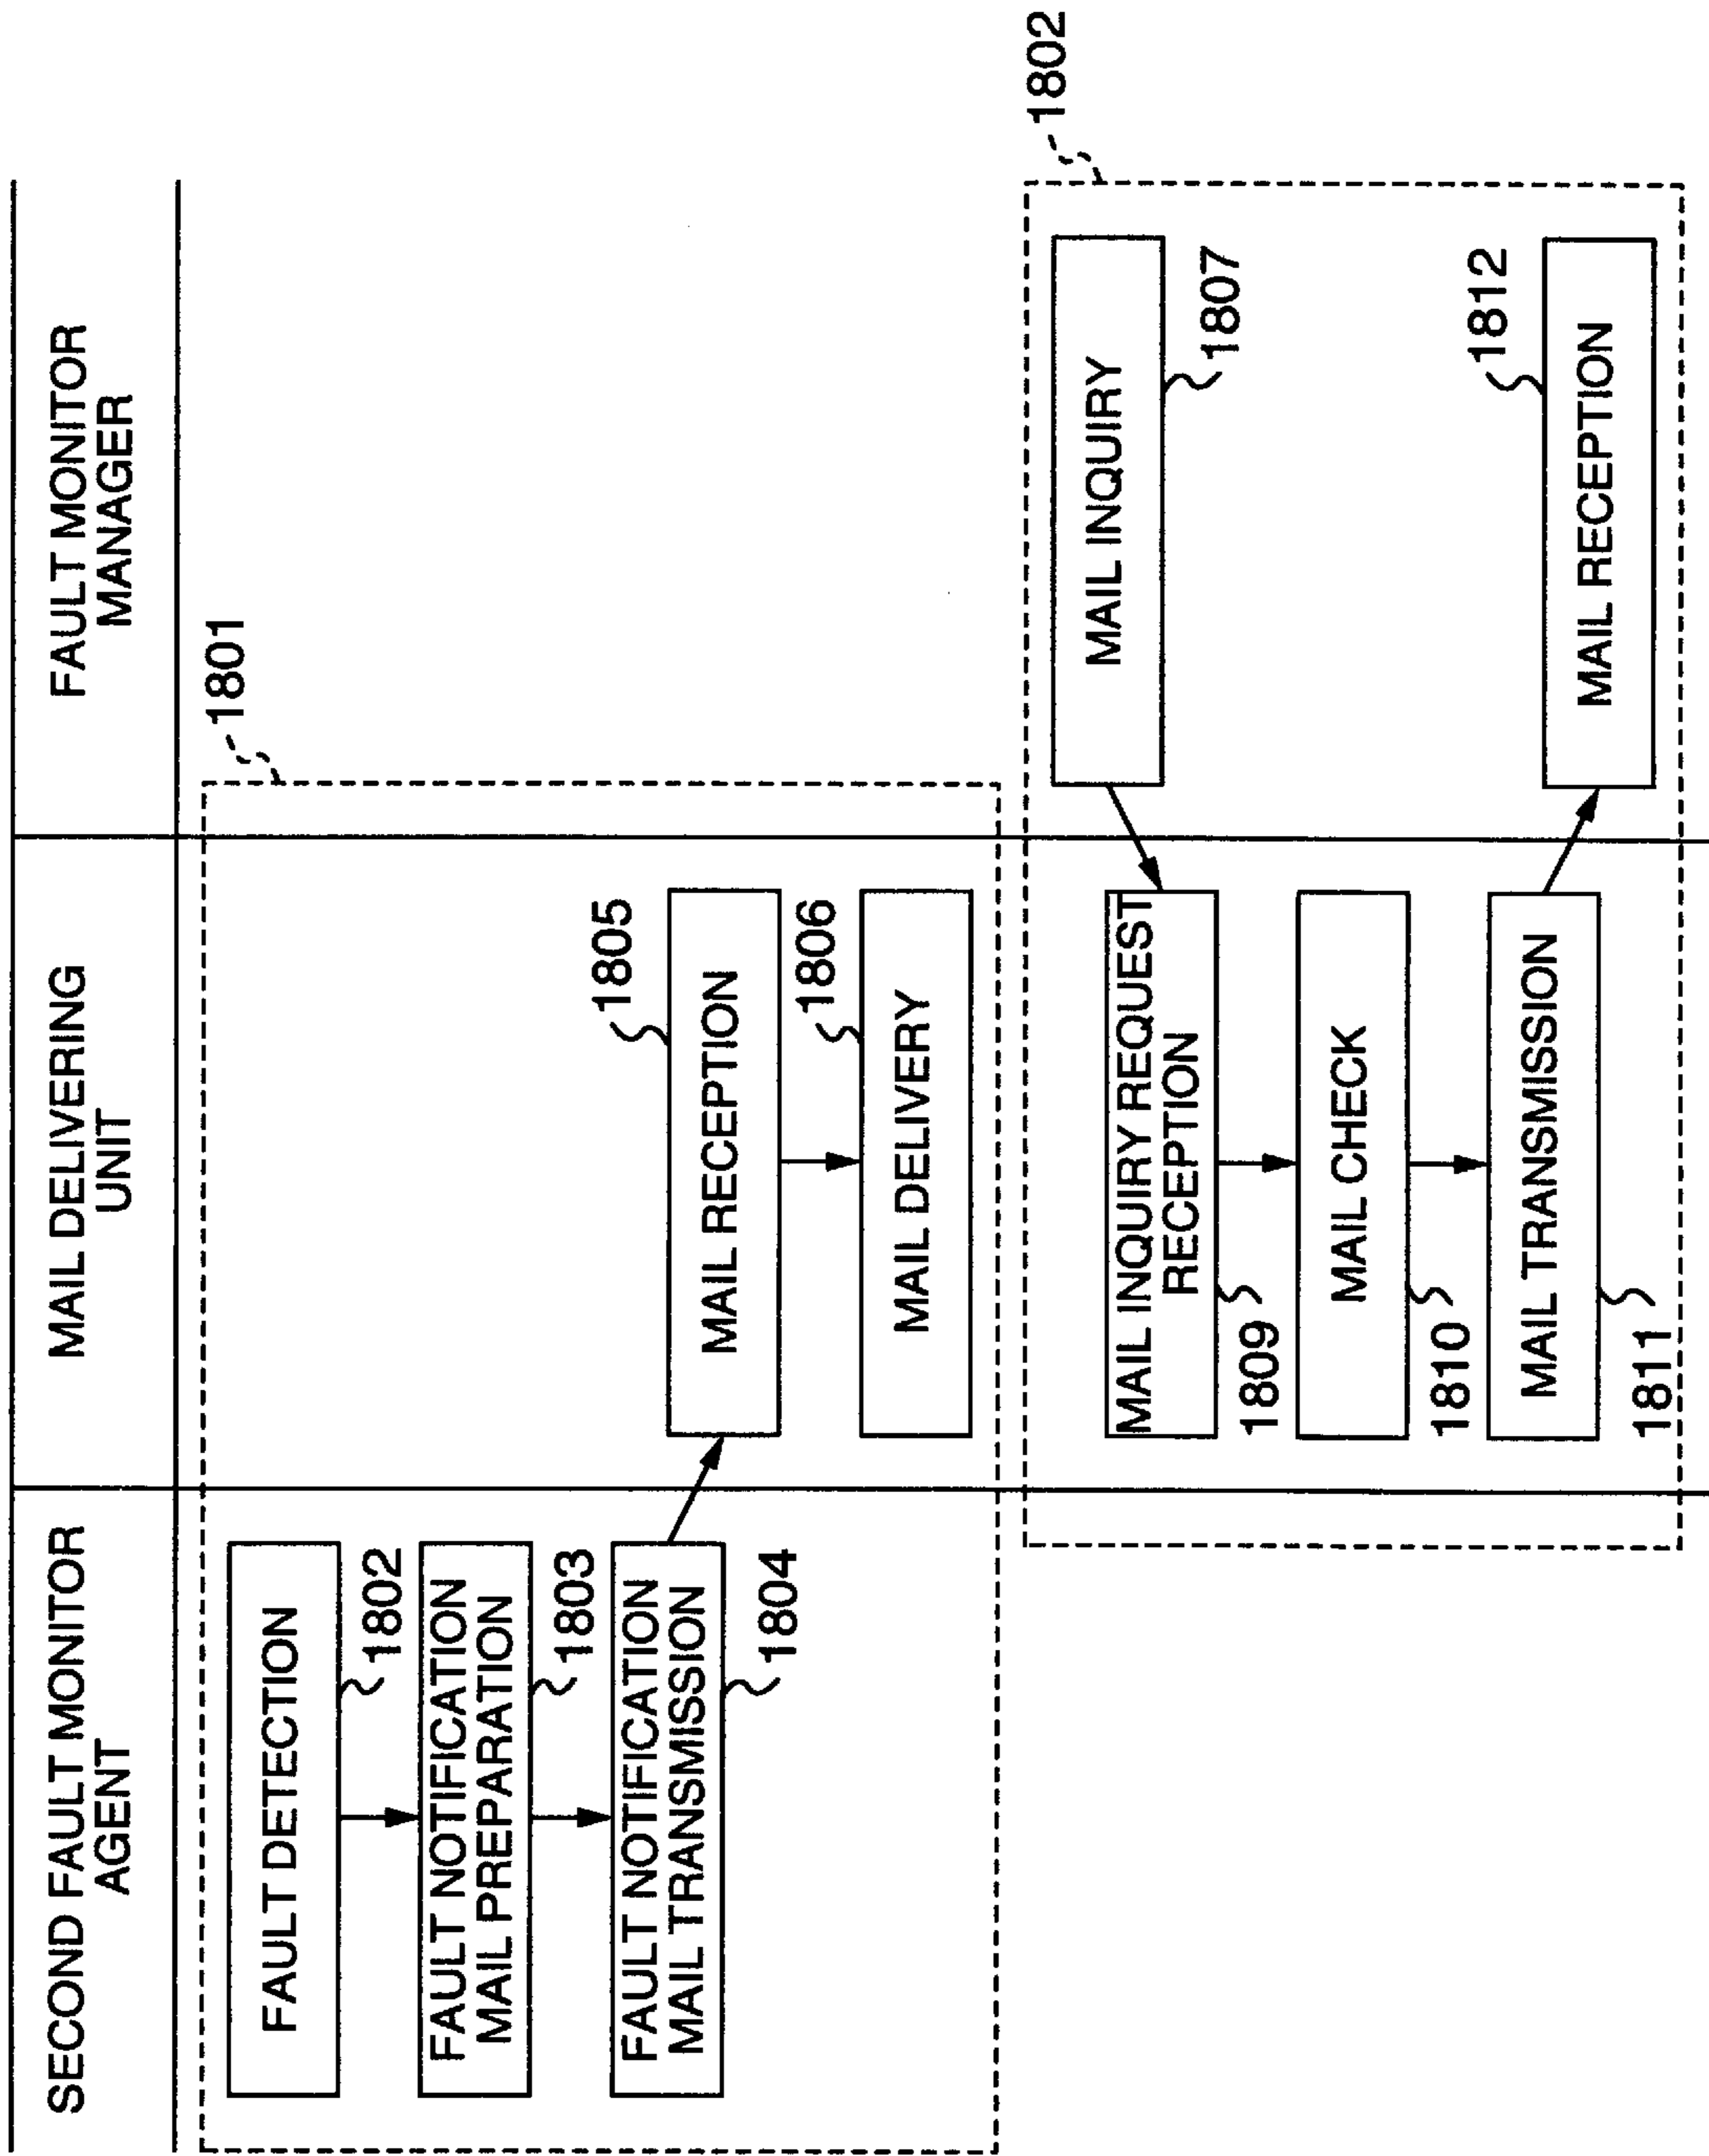 SECOND FAULT MONITOR
AGENT
MAIL DELIVERING
UNIT
FAULT MONITOR
MANAGER
1801
FAULT DETECTION
1802
FAULT NOTIFICATION
MAIL PREPARATION
1803
FAULT NOTIFICATION
MAIL TRANSMISSION
1804
1805
MAIL RECEPTION
1806
MAIL DELIVERY
1802
MAIL INQUIRY
1807
MAIL INQUIRY REQUEST
RECEPTION
1809
MAIL CHECK
1810
MAIL TRANSMISSION
1811
1812
MAIL RECEPTION